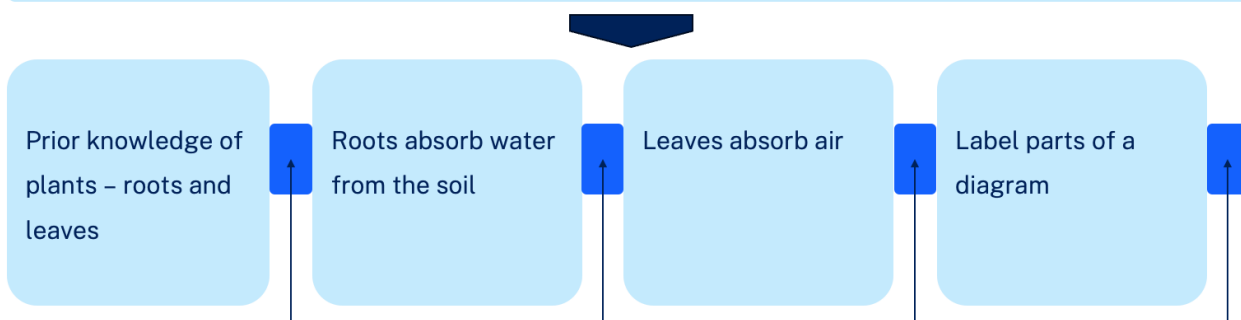 Prior knowledge of
plants – roots and
leaves
Roots absorb water
from the soil
Leaves absorb air
Label parts of a
diagram